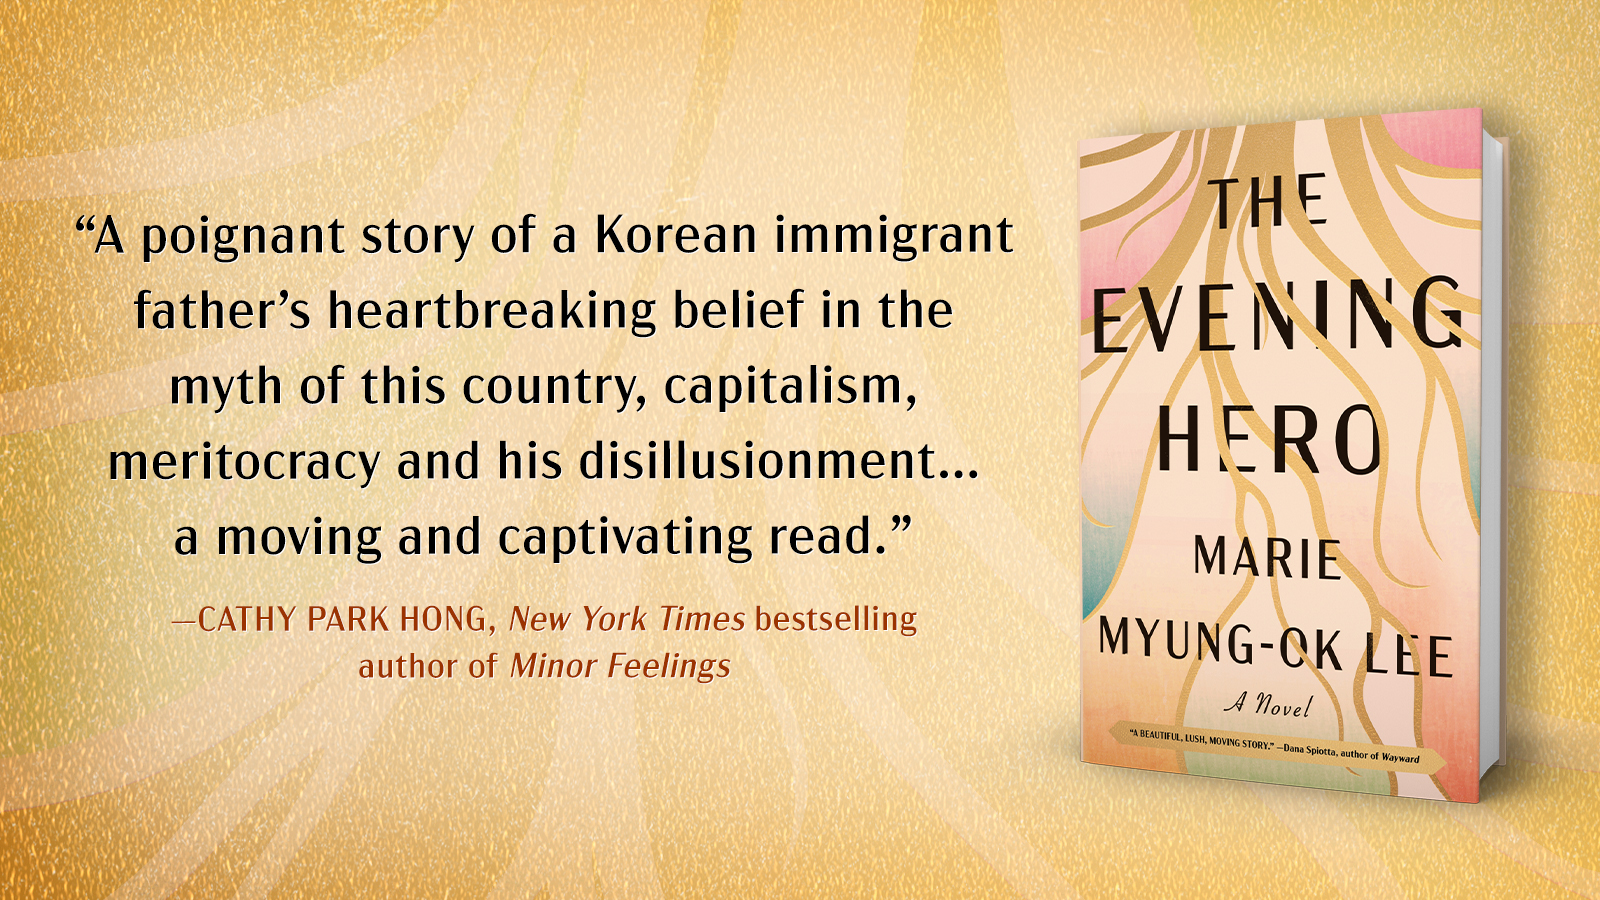 “A poignant story of a Korean immigrant
father’s heartbreaking belief in the
myth of this country, capitalism,
meritocracy and his disillusionment...
a moving and captivating read.”
—CATHY PARK HONG, New York Times bestselling
author of Minor Feelings
THE
EVENING
HERO
MARIE
MYUNG-OK LEE
A Novel
“A BEAUTIFUL, LUSH, MOVING STORY.” —Dana Spiotta, author of Wayward